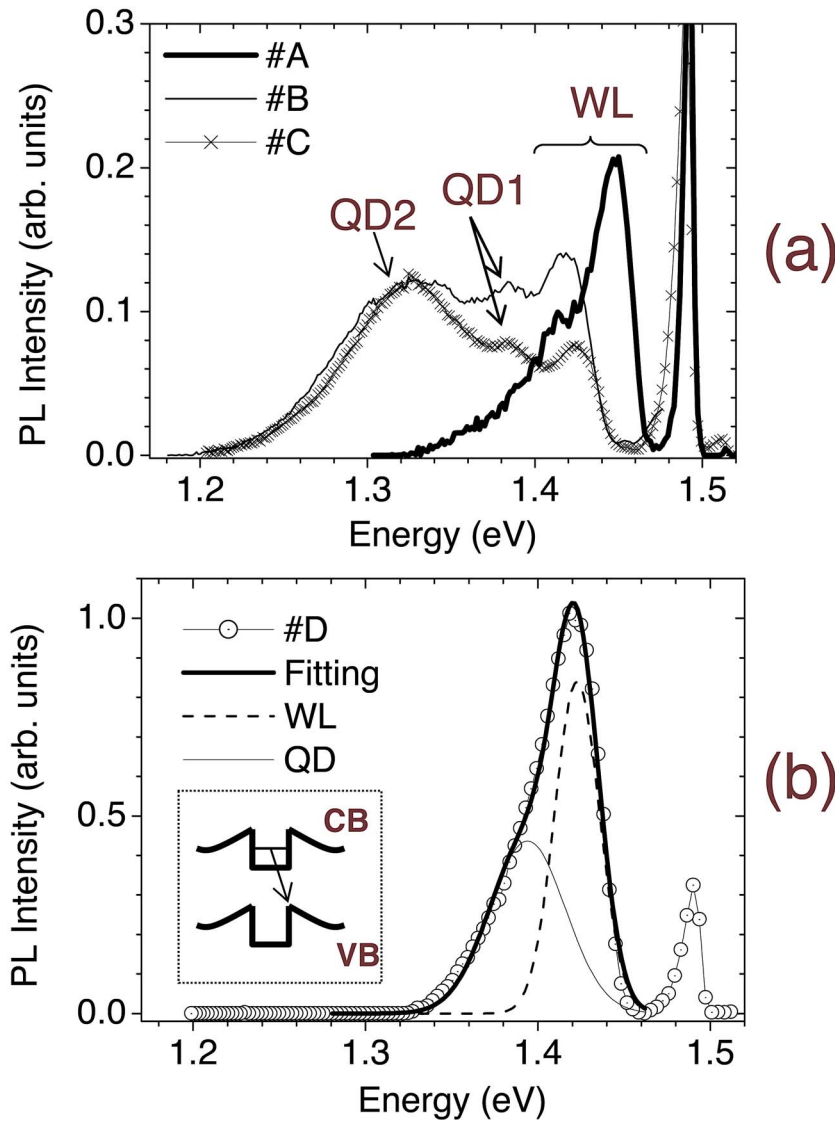 0.3
#A
#B
#C
WL
0.2
QD1
QD2
(a)
0.1
0.0
1.2 1.3 1.4 1.5
Energy (eV)
PL Intensity (arb. units)
1.0
#D
Fitting
WL
QD
(b)
0.5
CB
VB
0.0
1.2 1.3 1.4 1.5
Energy (eV)
PL Intensity (arb. units)